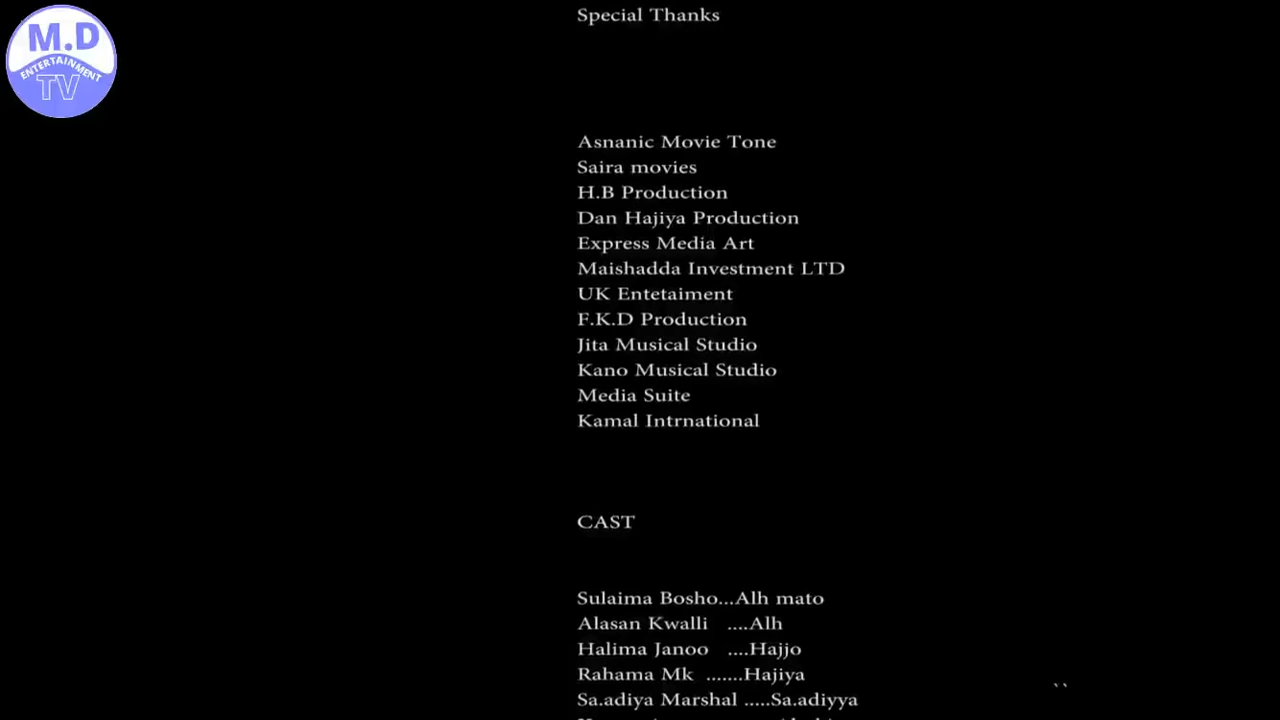 M.D
ENTERTAINMENT
TV
Special Thanks
Asnanic Movie Tone
Saira movies
H.B Production
Dan Hajiya Production
Express Media Art
Maishadda Investment LTD
UK Entetaiment
F.K.D Production
Jita Musical Studio
Kano Musical Studio
Media Suite
Kamal Intrnational
CAST
Sulaima Bosho...Alh mato
Alasan Kwalli ....Alh
Halima Janoo ....Hajjo
Rahama Mk .......Hajiya
Sa.adiya Marshal .....Sa.adiyya
``